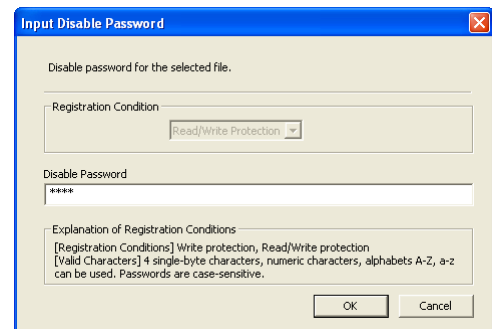 Input Disable Password
Disable password for the selected file.
Registration Condition
Read/Write Protection
Disable Password
****
Explanation of Registration Conditions
[Registration Conditions] Write protection, Read/Write protection
[Valid Characters] 4 single-byte characters, numeric characters, alphabets A-Z, a-z
can be used. Passwords are case-sensitive.
OK Cancel